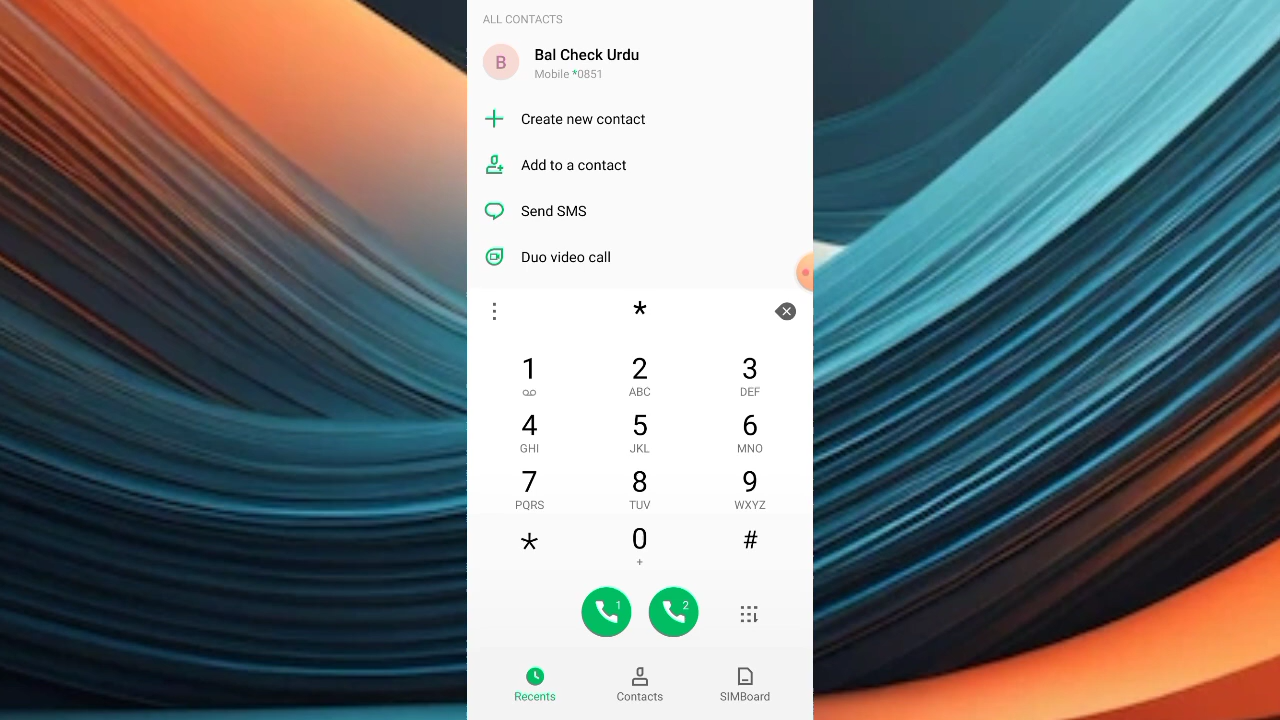 ALL CONTACTS
B
Bal Check Urdu
Mobile *0851
Create new contact
Add to a contact
Send SMS
Duo video call
*
1 2 3
ABC DEF
4 5 6
GHI JKL MNO
7 8 9
PQRS TUV WXYZ
* 0 #
+
1 2
Recents Contacts SIMBoard